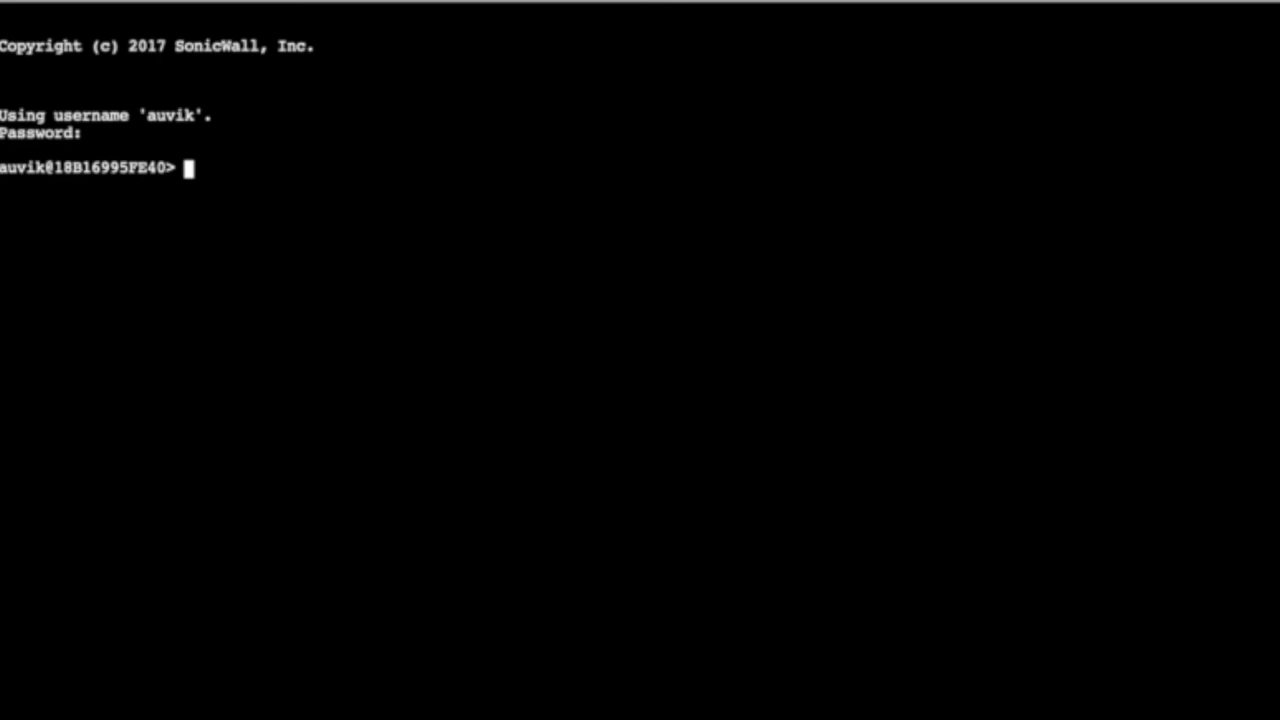 Copyright (c) 2017 SonicWall, Inc.
Using username 'auvik'.
Password:
auvik@18B16995FE40>